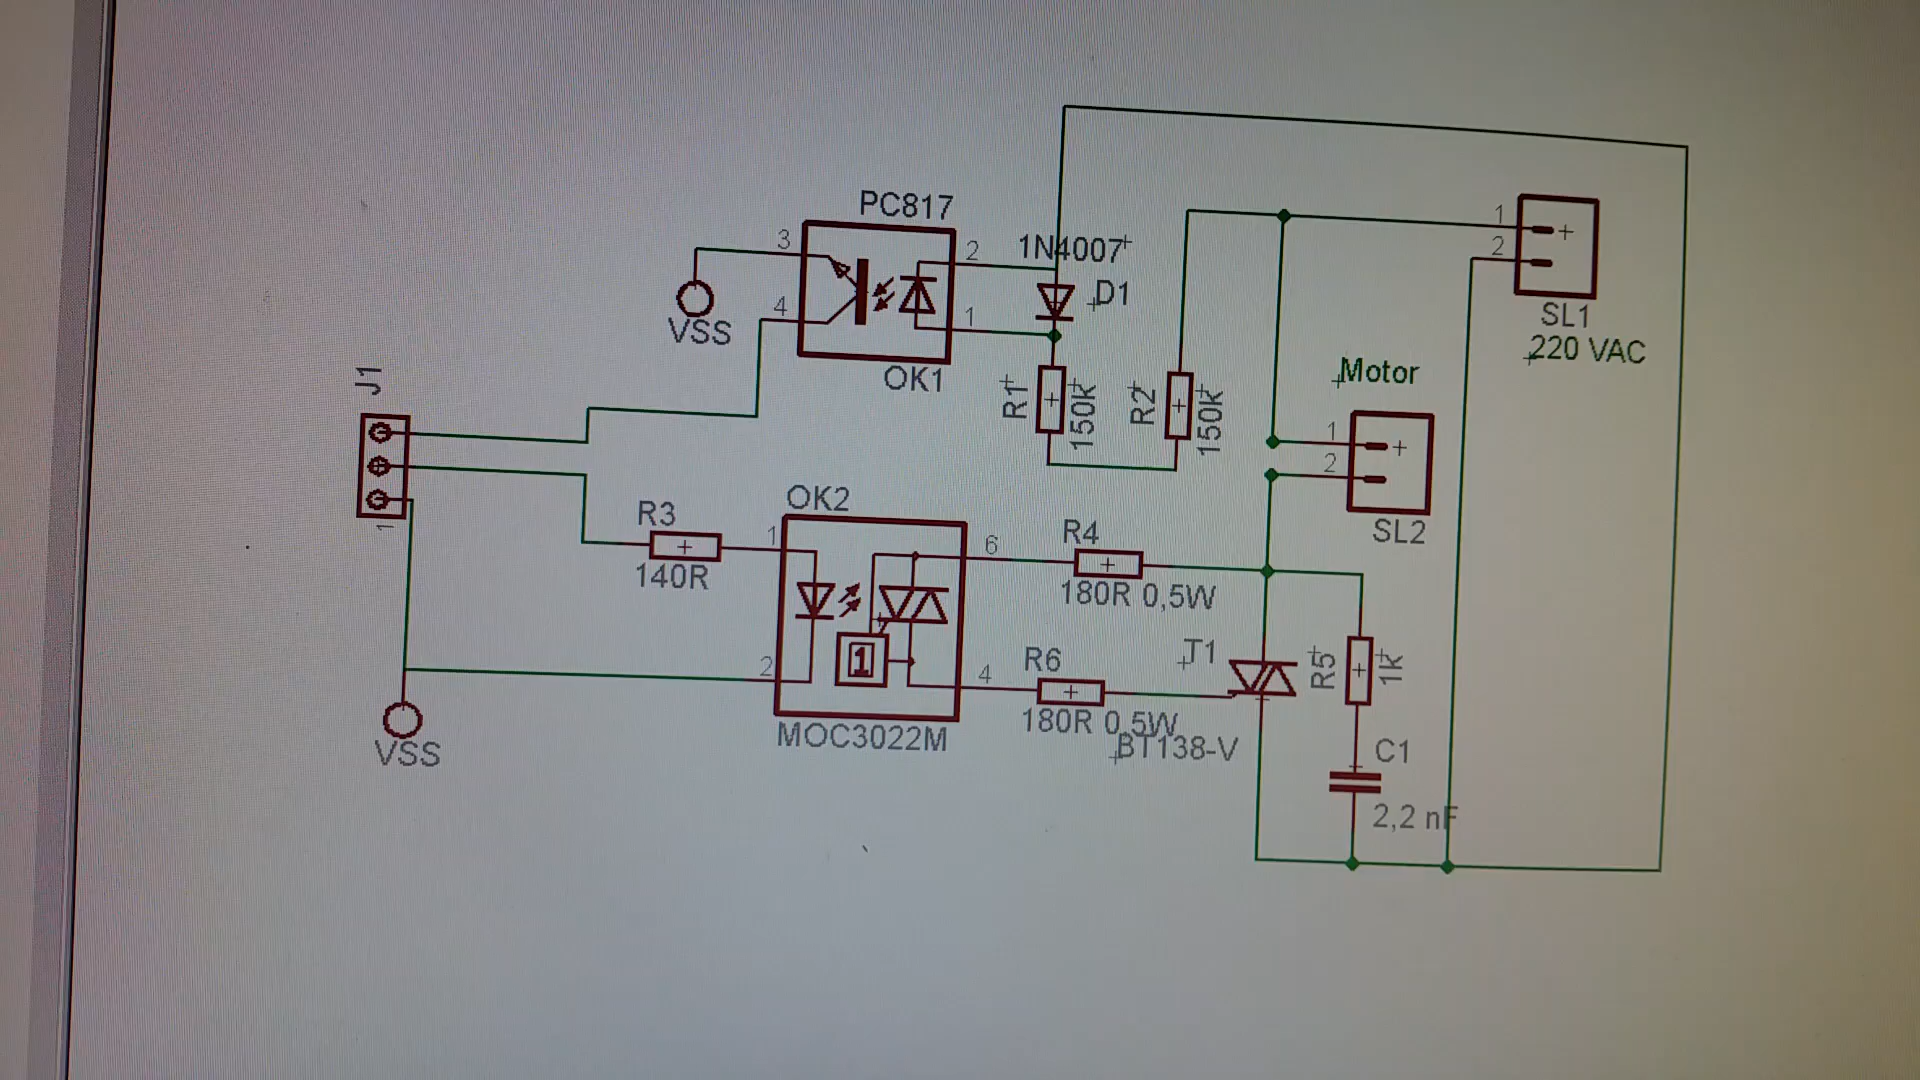 PC817
3
2
1N4007
4
1
D1
VSS
OK1
1
2
SL1
220 VAC
Motor
J1
R1
150k
R2
150k
1
2
SL2
1
OK2
R3
140R
1
6
R4
180R 0,5W
2
1
4
R6
180R 0,5W
T1
BT138-V
R5
1k
MOC3022M
VSS
C1
2,2 nF